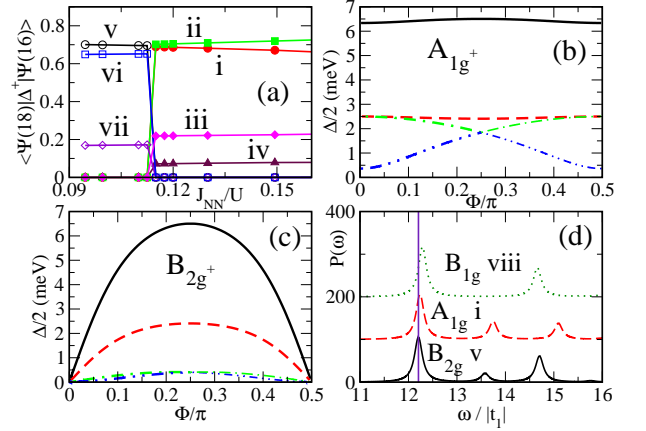 <Ψ(18)|Δ⁺|Ψ(16)>
0.8
0.6
0.4
0.2
0
v
ii
i
vi
(a)
vii
iii
iv
0.09
0.12
0.15
J_NN/U
Δ/2 (meV)
7
6
5
4
3
2
1
0
(b)
A_1g⁺
0
0.1
0.2
0.3
0.4
0.5
Φ/π
Δ/2 (meV)
7
6
5
4
3
2
1
0
(c)
B_2g⁺
0
0.1
0.2
0.3
0.4
0.5
Φ/π
P(ω)
400
200
0
(d)
B_1g viii
A_1g i
B_2g v
11
12
13
14
15
16
ω / |t_1|